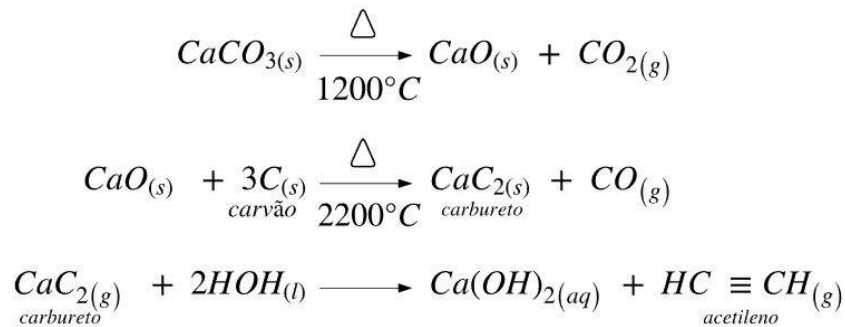 Δ
CaCO₃(s) ⟶ CaO(s) + CO₂(g)
1200°C
Δ
CaO(s) + 3C(s) ⟶ CaC₂(s) + CO(g)
carvão 2200°C carbureto
CaC₂(g) + 2HOH(l) ⟶ Ca(OH)₂(aq) + HC ≡ CH(g)
carbureto acetileno